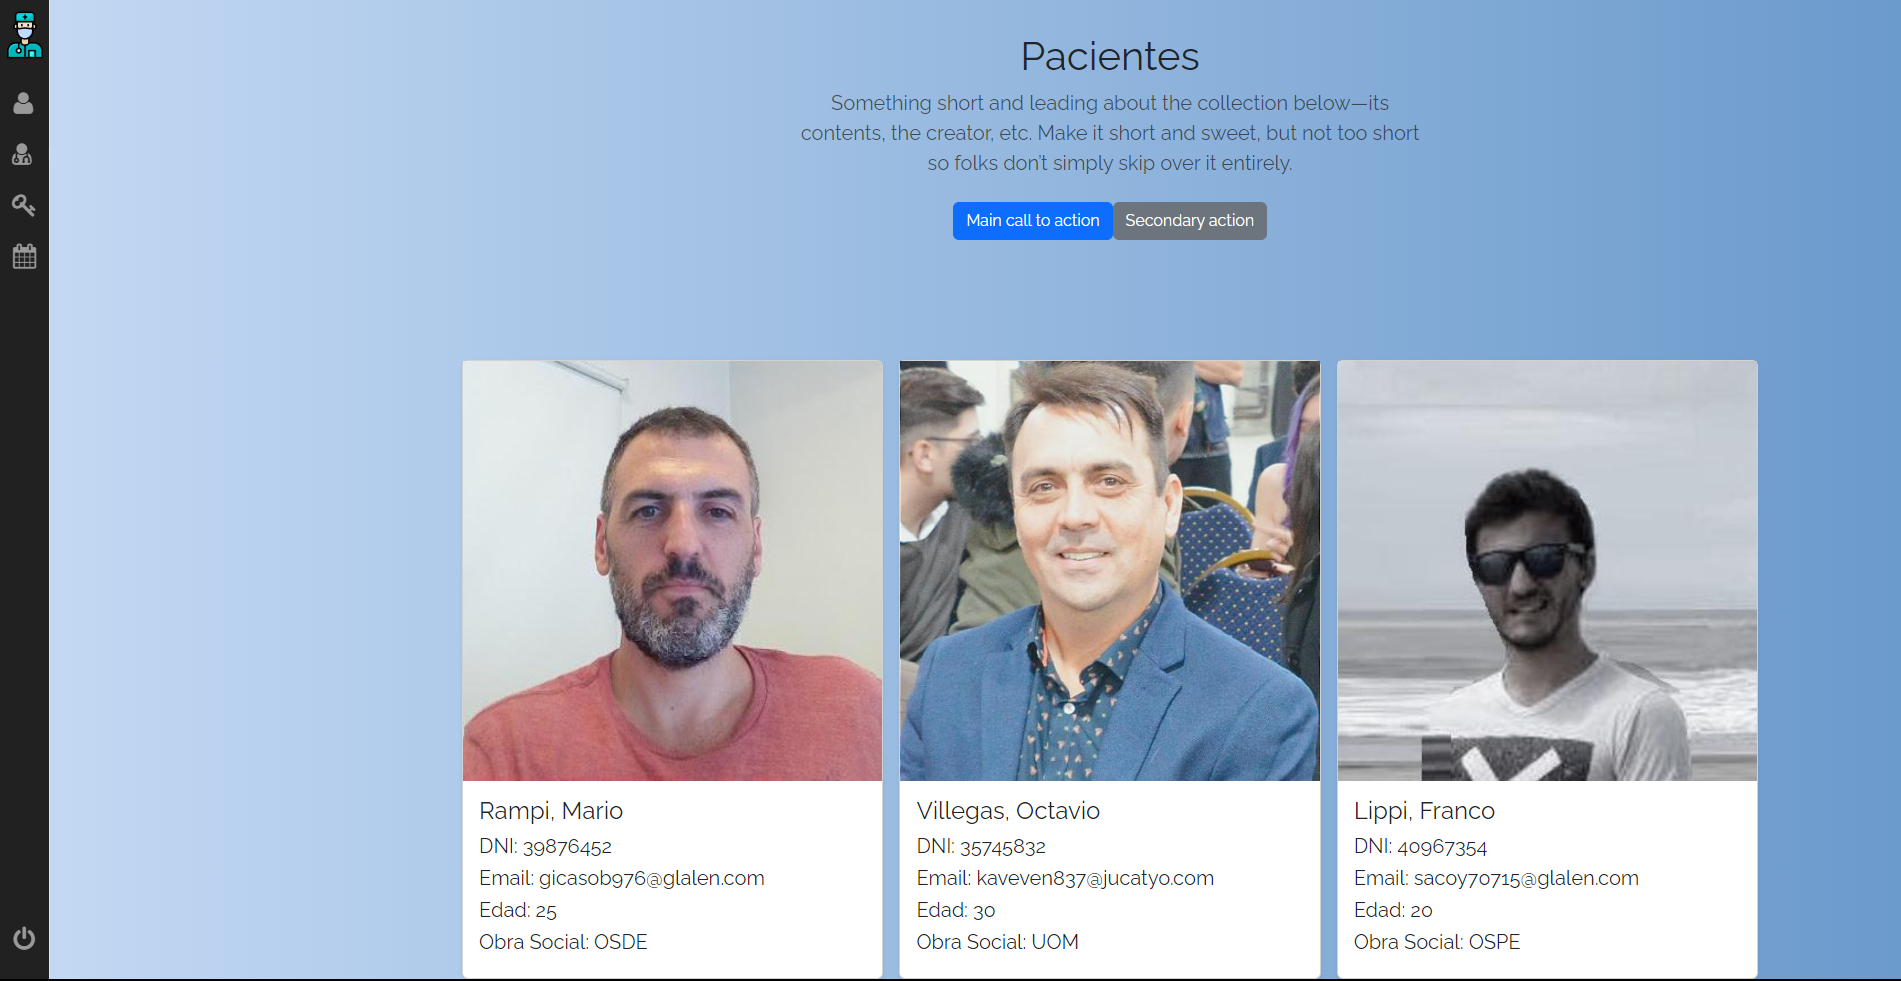 Pacientes
Something short and leading about the collection below—its
contents, the creator, etc. Make it short and sweet, but not too short
so folks don’t simply skip over it entirely.
Main call to action
Secondary action
Rampi, Mario
DNI: 39876452
Email: gicasob976@glalen.com
Edad: 25
Obra Social: OSDE
Villegas, Octavio
DNI: 35745832
Email: kaveven837@jucatyo.com
Edad: 30
Obra Social: UOM
Lippi, Franco
DNI: 40967354
Email: sacoy70715@glalen.com
Edad: 20
Obra Social: OSPE